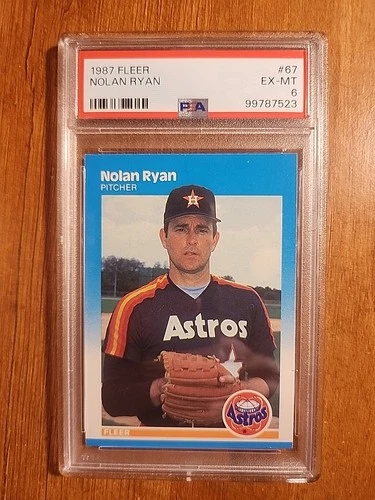 1987 FLEER
NOLAN RYAN
#67
EX-MT
6
99787523
PSA
Nolan Ryan
PITCHER
Astros
Astros
FLEER